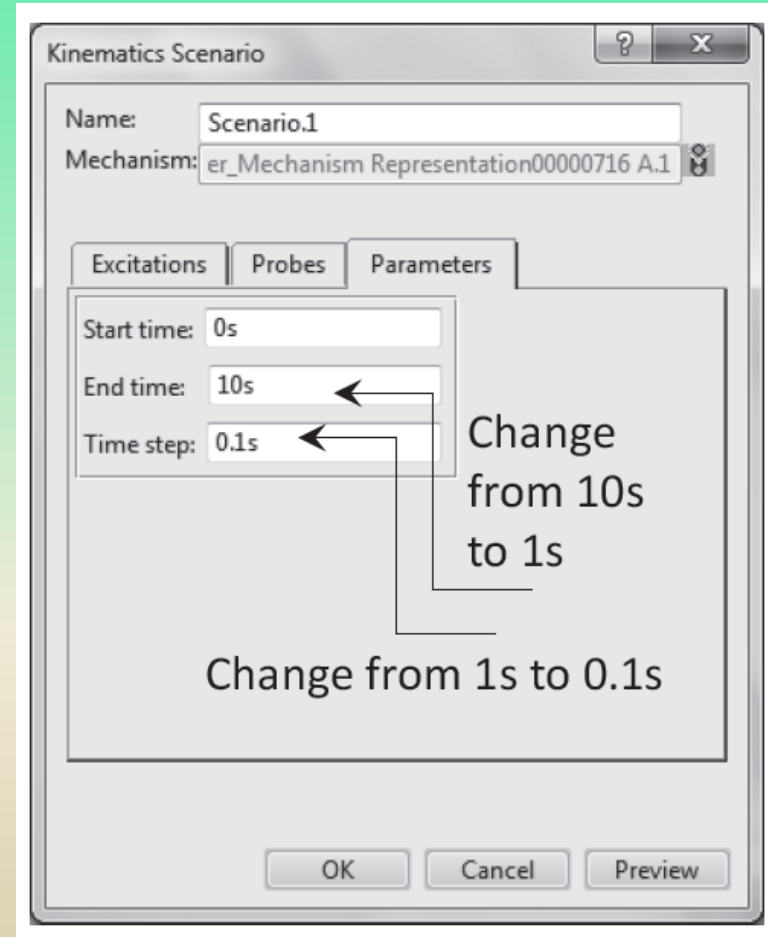 Kinematics Scenario
Name: Scenario.1
Mechanism: er_Mechanism Representation00000716 A.1
Excitations Probes Parameters
Start time: 0s
End time: 10s
Time step: 0.1s
Change
from 10s
to 1s
Change from 1s to 0.1s
OK Cancel Preview